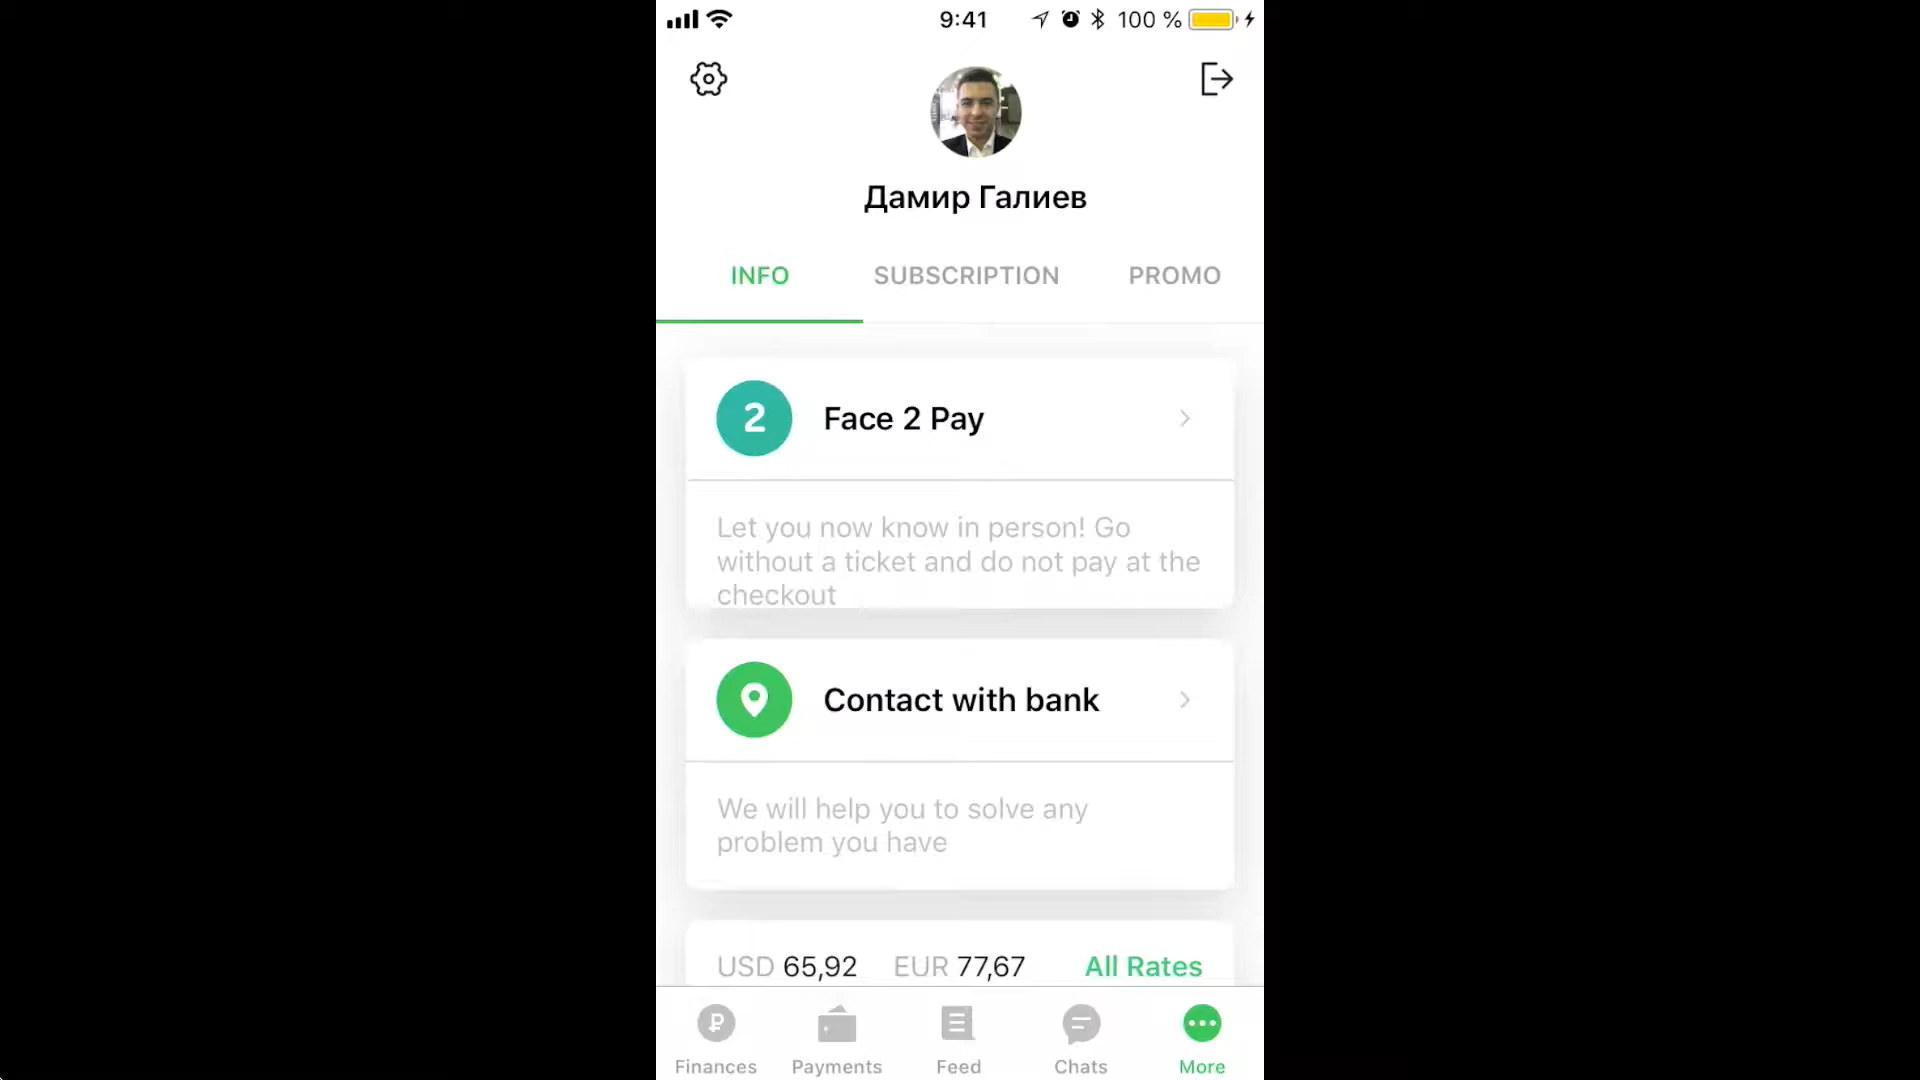 9:41
100 %
Дамир Галиев
INFO
SUBSCRIPTION
PROMO
2
Face 2 Pay
Let you now know in person! Go
without a ticket and do not pay at the
checkout
Contact with bank
We will help you to solve any
problem you have
USD 65,92 EUR 77,67 All Rates
Finances
Payments
Feed
Chats
More